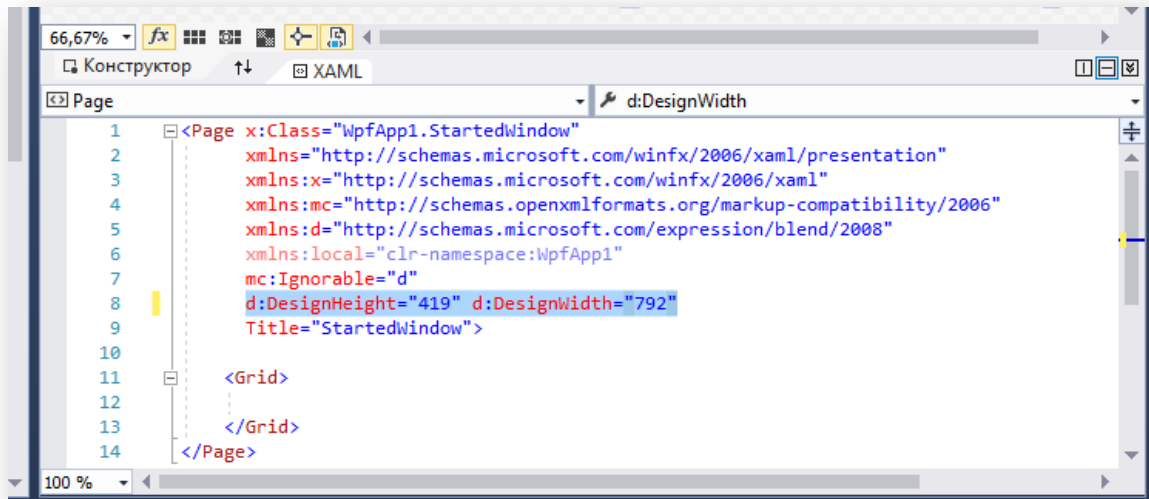 66,67% fx
Конструктор XAML
Page d:DesignWidth
1 <Page x:Class="WpfApp1.StartedWindow"
2 xmlns="http://schemas.microsoft.com/winfx/2006/xaml/presentation"
3 xmlns:x="http://schemas.microsoft.com/winfx/2006/xaml"
4 xmlns:mc="http://schemas.openxmlformats.org/markup-compatibility/2006"
5 xmlns:d="http://schemas.microsoft.com/expression/blend/2008"
6 xmlns:local="clr-namespace:WpfApp1"
7 mc:Ignorable="d"
8 d:DesignHeight="419" d:DesignWidth="792"
9 Title="StartedWindow">
10
11 <Grid>
12
13 </Grid>
14 </Page>
100 %